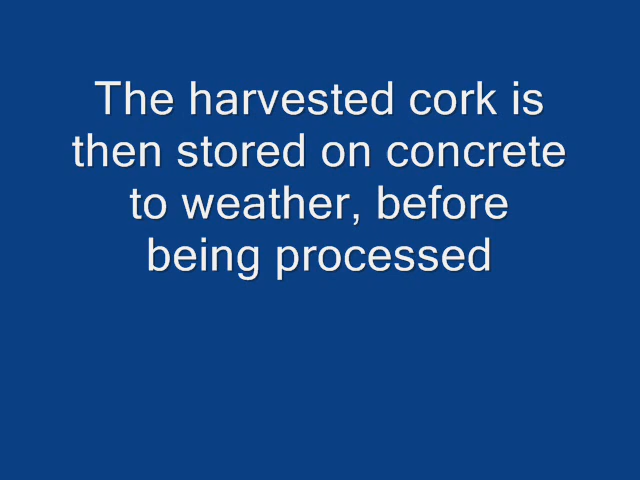 The harvested cork is
then stored on concrete
to weather, before
being processed